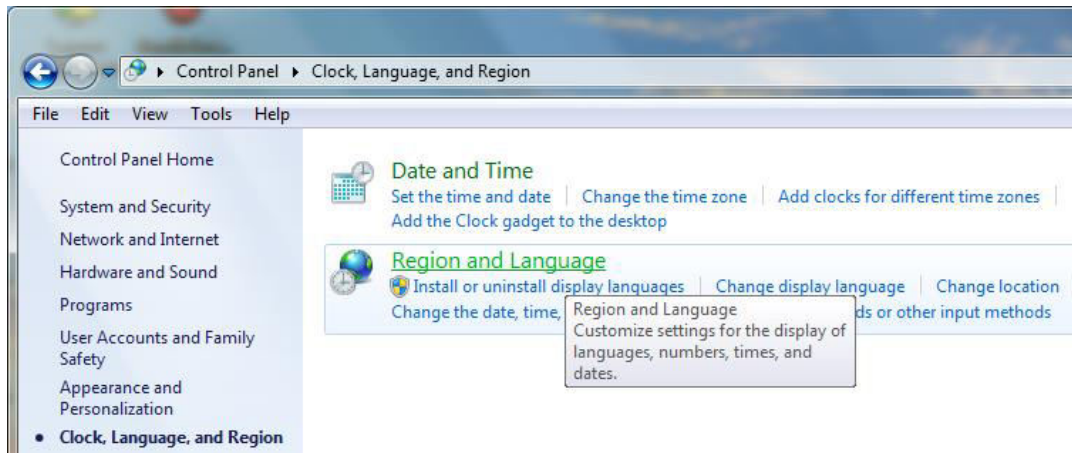 Control Panel Clock, Language, and Region
File Edit View Tools Help
Control Panel Home
System and Security
Network and Internet
Hardware and Sound
Programs
User Accounts and Family
Safety
Appearance and
Personalization
Clock, Language, and Region
Date and Time
Set the time and date Change the time zone Add clocks for different time zones
Add the Clock gadget to the desktop
Region and Language
Install or uninstall display languages Change display language Change location
Change the date, time, ds or other input methods
Region and Language
Customize settings for the display of
languages, numbers, times, and
dates.